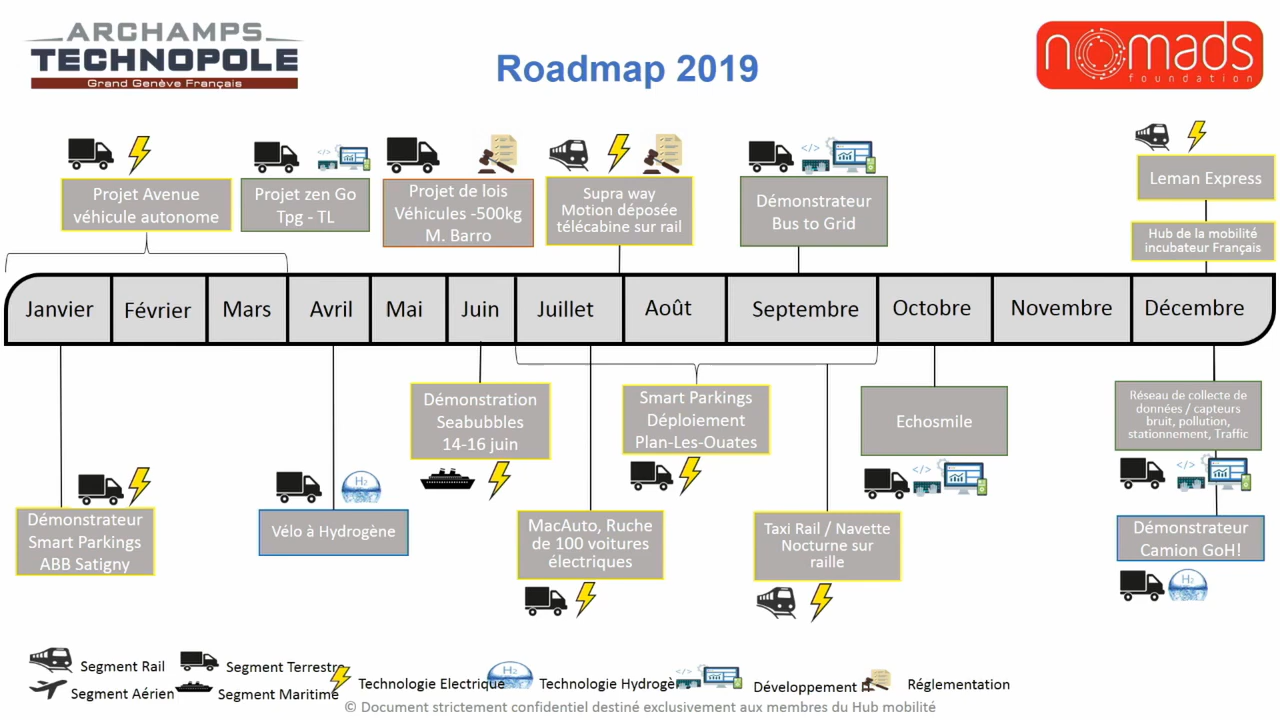 ARCHAMPS
TECHNOPOLE
Grand Genève Français
Roadmap 2019
nomads
foundation
Projet Avenue
véhicule autonome
Projet zen Go
Tpg - TL
Projet de lois
Véhicules -500kg
M. Barro
Supra way
Motion déposée
télécabine sur rail
Démonstrateur
Bus to Grid
Leman Express
Hub de la mobilité
incubateur Français
Janvier
Février
Mars
Avril
Mai
Juin
Juillet
Août
Septembre
Octobre
Novembre
Décembre
Démonstration
Seabubbles
14-16 juin
Smart Parkings
Déploiement
Plan-Les-Ouates
Echosmile
Réseau de collecte de
données / capteurs
bruit, pollution,
stationnement, Traffic
Démonstrateur
Smart Parkings
ABB Satigny
H2
Vélo à Hydrogène
MacAuto, Ruche
de 100 voitures
électriques
Taxi Rail / Navette
Nocturne sur
raille
Démonstrateur
Camion GoH!
H2
Segment Rail
Segment Terrestre
Segment Aérien
Segment Maritime
Technologie Electrique
H2
Technologie Hydrogè
Développement
Réglementation
© Document strictement confidentiel destiné exclusivement aux membres du Hub mobilité